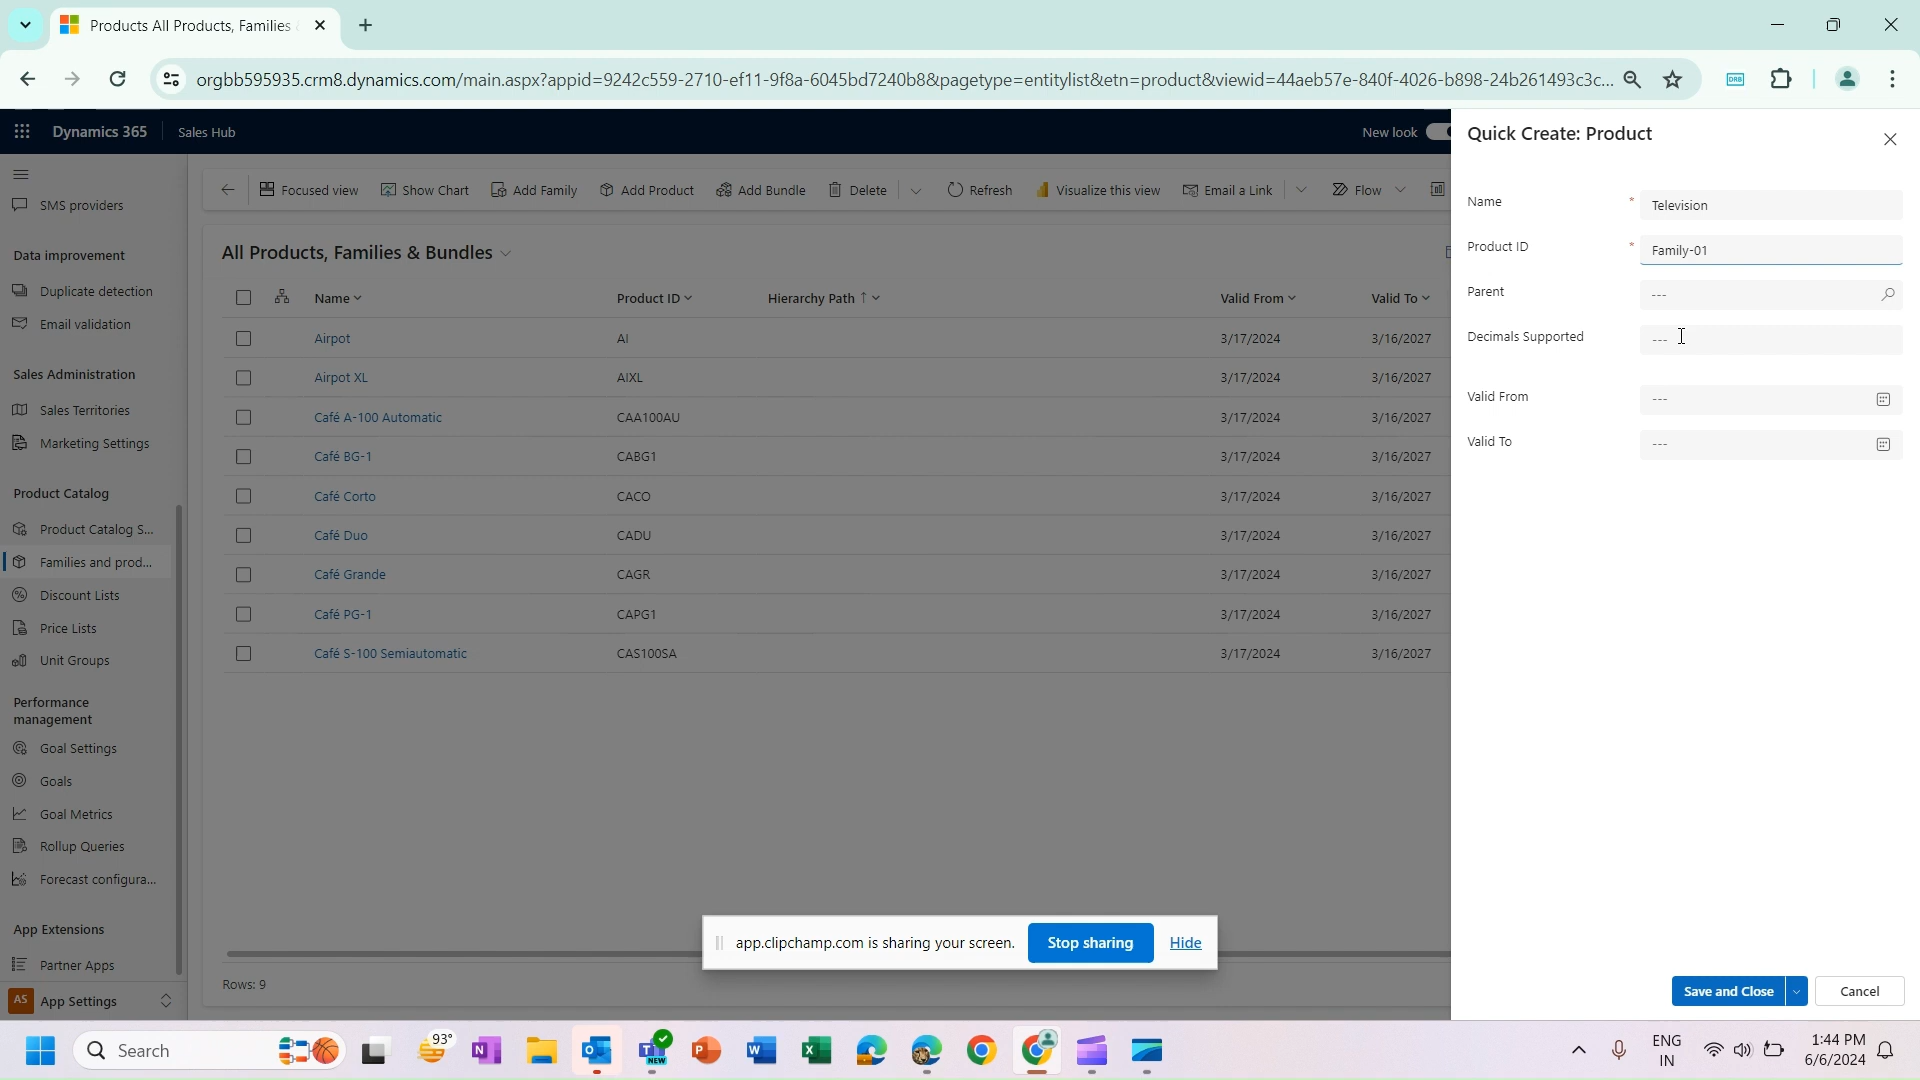 Products All Products, Families
orgbb595935.crm8.dynamics.com/main.aspx?appid=9242c559-2710-ef11-9f8a-6045bd7240b8&pagetype=entitylist&etn=product&viewid=44aeb57e-840f-4026-b898-24b261493c3c...
DRB
Dynamics 365
Sales Hub
New look
SMS providers
Data improvement
Duplicate detection
Email validation
Sales Administration
Sales Territories
Marketing Settings
Product Catalog
Product Catalog S...
Families and prod...
Discount Lists
Price Lists
Unit Groups
Performance
management
Goal Settings
Goals
Goal Metrics
Rollup Queries
Forecast configura...
App Extensions
Partner Apps
AS App Settings
Focused view Show Chart Add Family Add Product Add Bundle Delete Refresh Visualize this view Email a Link Flow
All Products, Families & Bundles
Name Product ID Hierarchy Path ↑ Valid From Valid To
Airpot AI 3/17/2024 3/16/2027
Airpot XL AIXL 3/17/2024 3/16/2027
Café A-100 Automatic CAA100AU 3/17/2024 3/16/2027
Café BG-1 CABG1 3/17/2024 3/16/2027
Café Corto CACO 3/17/2024 3/16/2027
Café Duo CADU 3/17/2024 3/16/2027
Café Grande CAGR 3/17/2024 3/16/2027
Café PG-1 CAPG1 3/17/2024 3/16/2027
Café S-100 Semiautomatic CAS100SA 3/17/2024 3/16/2027
Rows: 9
app.clipchamp.com is sharing your screen. Stop sharing Hide
Quick Create: Product
Name * Television
Product ID * Family-01
Parent ---
Decimals Supported ---
Valid From ---
Valid To ---
Save and Close Cancel
Search
93°
NEW
ENG
IN
1:44 PM
6/6/2024